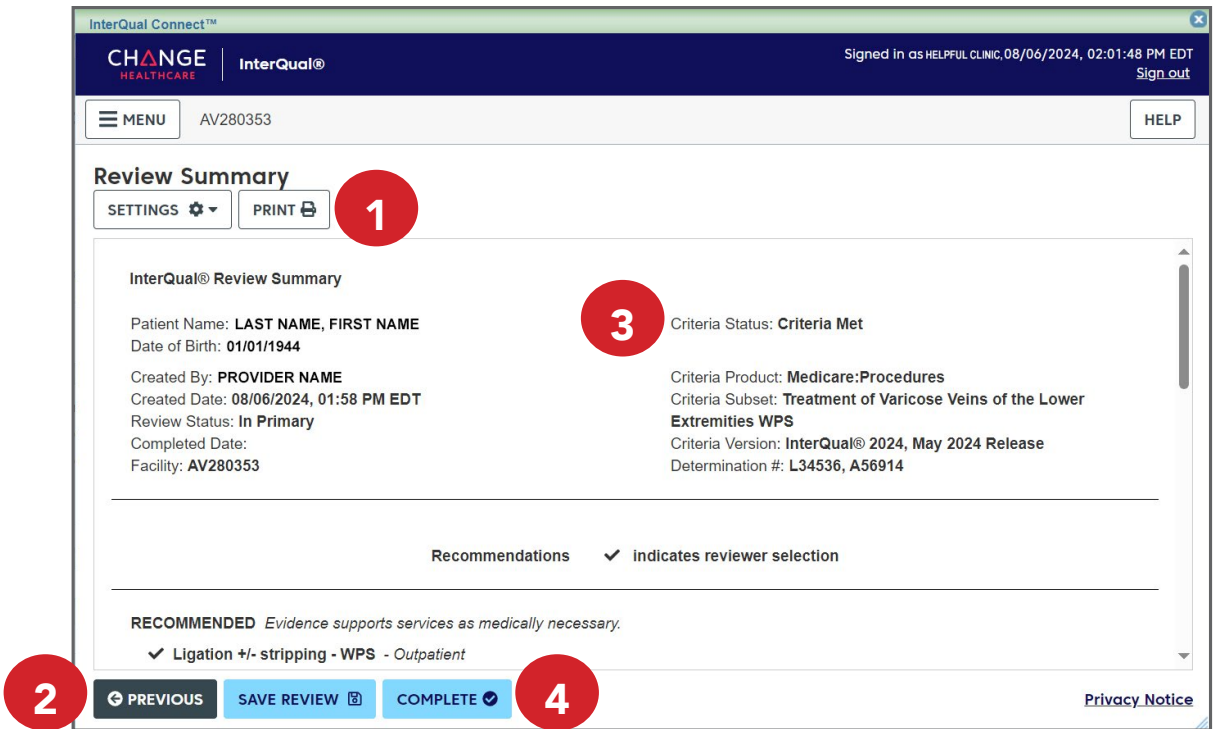 InterQual Connect™
CHANGE
HEALTHCARE
InterQual®
Signed in as HELPFUL CLINIC, 08/06/2024, 02:01:48 PM EDT
Sign out
MENU
AV280353
HELP
Review Summary
SETTINGS
PRINT
1
InterQual® Review Summary
Patient Name: LAST NAME, FIRST NAME
Date of Birth: 01/01/1944
3
Criteria Status: Criteria Met
Created By: PROVIDER NAME
Created Date: 08/06/2024, 01:58 PM EDT
Review Status: In Primary
Completed Date:
Facility: AV280353
Criteria Product: Medicare:Procedures
Criteria Subset: Treatment of Varicose Veins of the Lower
Extremities WPS
Criteria Version: InterQual® 2024, May 2024 Release
Determination #: L34536, A56914
Recommendations ✔ indicates reviewer selection
RECOMMENDED Evidence supports services as medically necessary.
✔ Ligation +/- stripping - WPS - Outpatient
2
PREVIOUS
SAVE REVIEW
COMPLETE
4
Privacy Notice